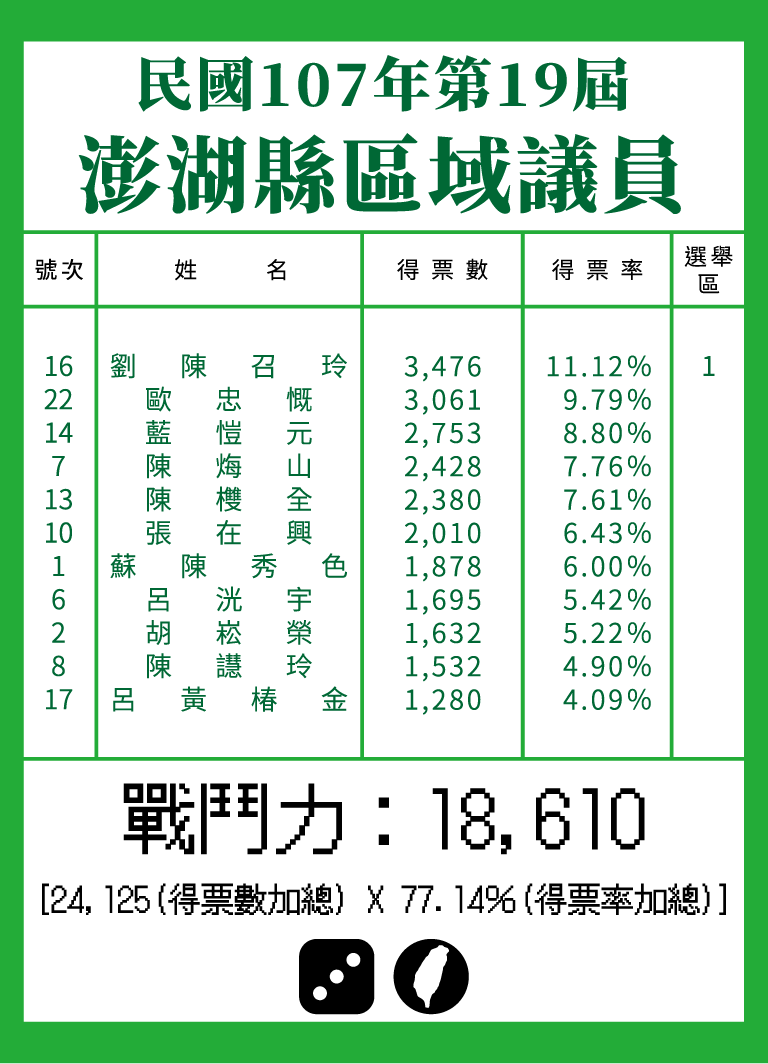 民國107年第19屆
澎湖縣區域議員
號次 姓名 得票數 得票率 選舉區
16 劉陳召玲 3,476 11.12% 1
22 歐忠慨 3,061 9.79%
14 藍愷元 2,753 8.80%
7 陳焵山 2,428 7.76%
13 陳雙全 2,380 7.61%
10 張在興 2,010 6.43%
1 蘇陳秀色 1,878 6.00%
6 呂洸宇 1,695 5.42%
2 胡崧榮 1,632 5.22%
8 陳譓玲 1,532 4.90%
17 呂黃椿金 1,280 4.09%
戰鬥力：18,610
[24,125(得票數加總) X 77.14%(得票率加總)]